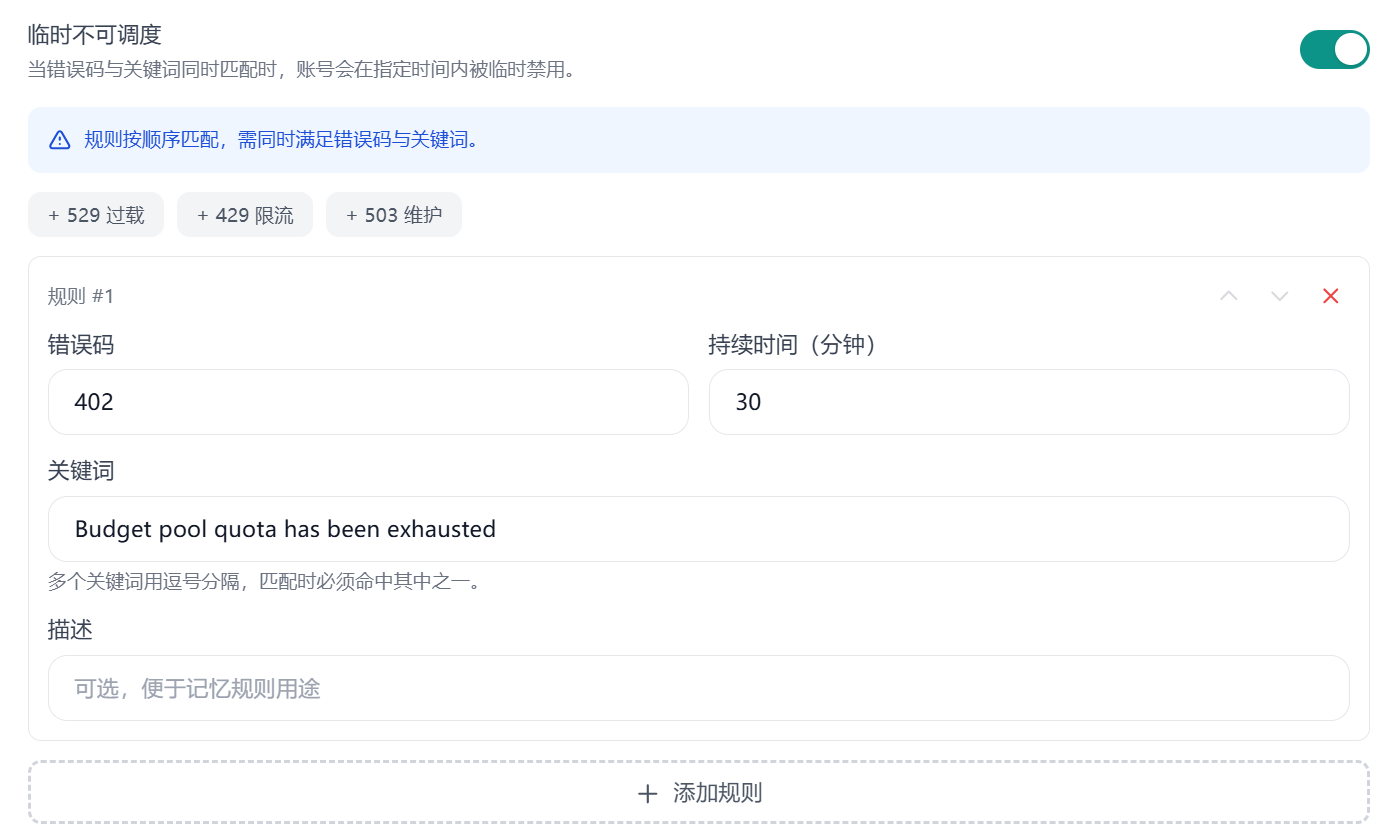 临时不可调度
当错误码与关键词同时匹配时，账号会在指定时间内被临时禁用。
规则按顺序匹配，需同时满足错误码与关键词。
+ 529 过载 + 429 限流 + 503 维护
规则 #1
错误码 持续时间（分钟）
402 30
关键词
Budget pool quota has been exhausted
多个关键词用逗号分隔，匹配时必须命中其中之一。
描述
可选，便于记忆规则用途
+ 添加规则